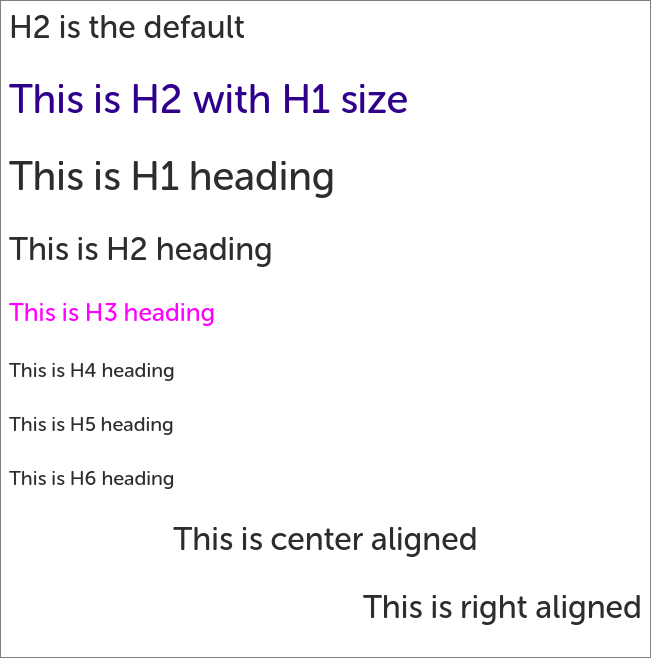 H2 is the default
This is H2 with H1 size
This is H1 heading
This is H2 heading
This is H3 heading
This is H4 heading
This is H5 heading
This is H6 heading
This is center aligned
This is right aligned